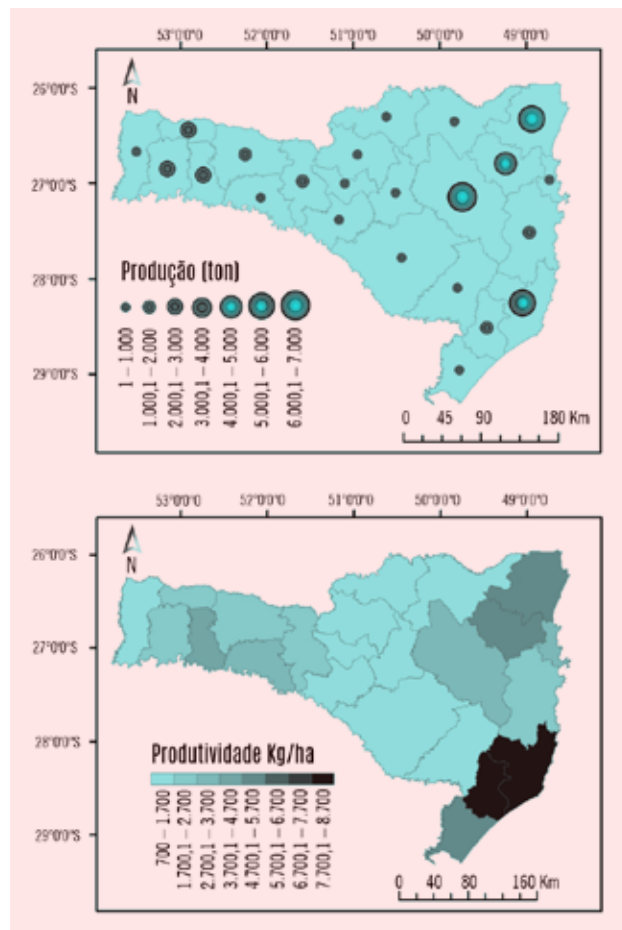 53°0'0"O 52°0'0"O 51°0'0"O 50°0'0"O 49°0'0"O
26°0'0"S
N
27°0'0"S
28°0'0"S
Produção (ton)
1 – 1.000
1.000,1 – 2.000
2.000,1 – 3.000
3.000,1 – 4.000
4.000,1 – 5.000
5.000,1 – 6.000
6.000,1 – 7.000
29°0'0"S
0 45 90 180 Km
53°0'0"O 52°0'0"O 51°0'0"O 50°0'0"O 49°0'0"O
26°0'0"S
N
27°0'0"S
28°0'0"S
Produtividade Kg/ha
700 – 1.700
1.700,1 – 2.700
2.700,1 – 3.700
3.700,1 – 4.700
4.700,1 – 5.700
5.700,1 – 6.700
6.700,1 – 7.700
7.700,1 – 8.700
29°0'0"S
0 40 80 160 Km